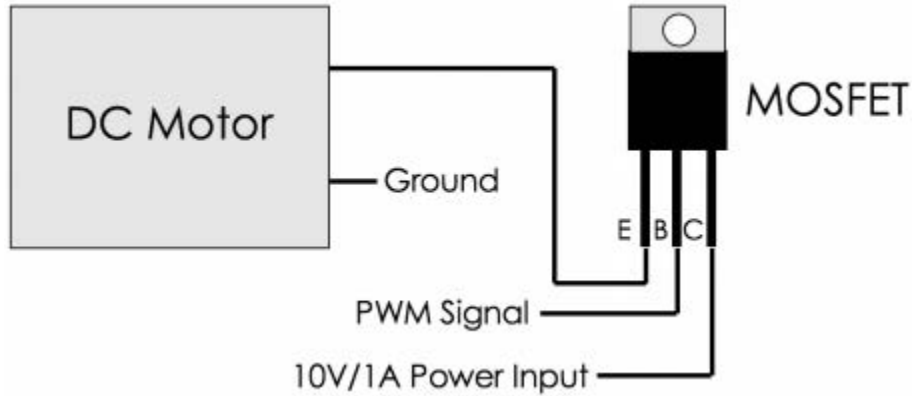 DC Motor
MOSFET
Ground
E B C
PWM Signal
10V/1A Power Input